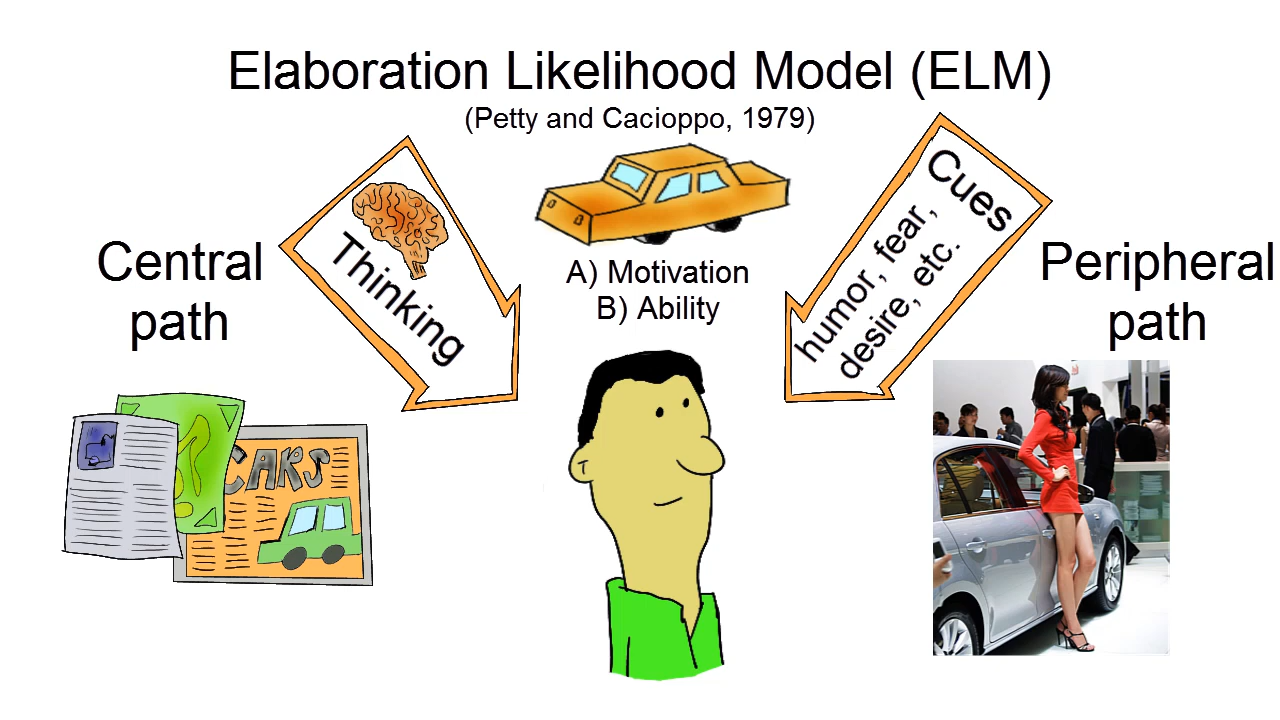 Elaboration Likelihood Model (ELM)
(Petty and Cacioppo, 1979)
Central
path
Thinking
A) Motivation
B) Ability
Cues
humor, fear,
desire, etc.
Peripheral
path
CARS